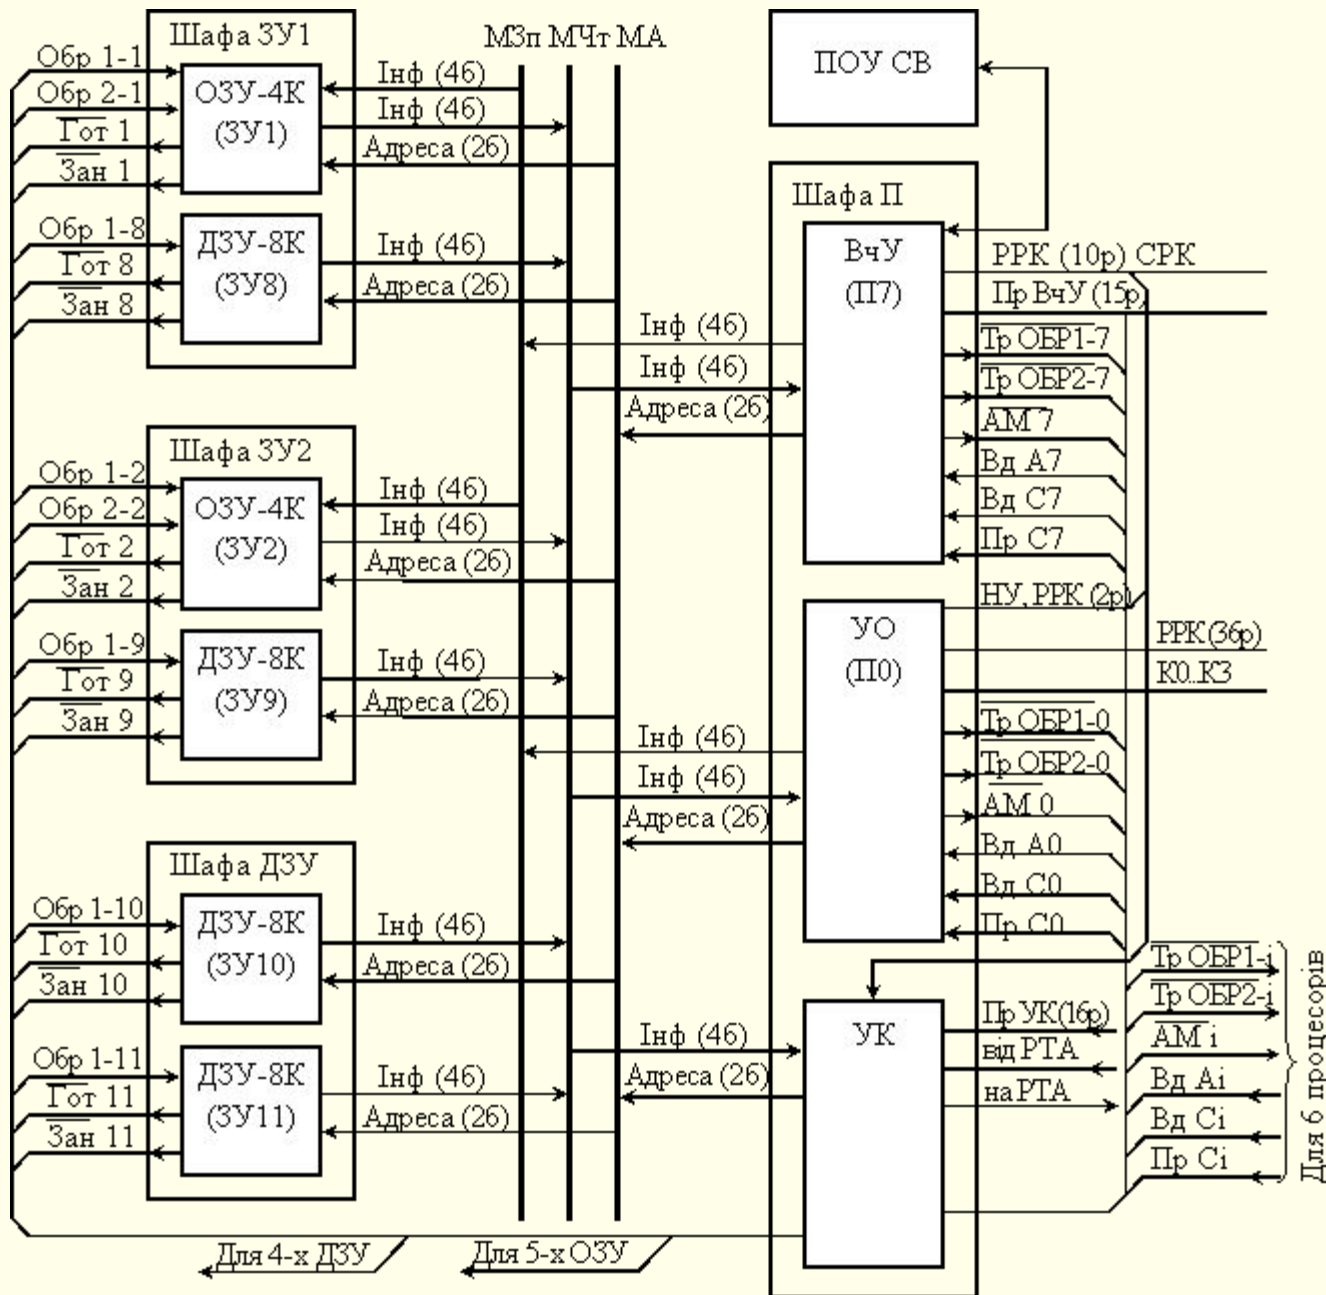 Шафа ЗУ1
Обр 1-1
Обр 2-1
Гот 1
Зан 1
ОЗУ-4К
(ЗУ1)
Обр 1-8
Гот 8
Зан 8
ДЗУ-8К
(ЗУ8)
Інф (46)
Інф (46)
Адреса (26)
Інф (46)
Адреса (26)
Шафа ЗУ2
Обр 1-2
Обр 2-2
Гот 2
Зан 2
ОЗУ-4К
(ЗУ2)
Обр 1-9
Гот 9
Зан 9
ДЗУ-8К
(ЗУ9)
Інф (46)
Інф (46)
Адреса (26)
Інф (46)
Адреса (26)
Шафа ДЗУ
Обр 1-10
Гот 10
Зан 10
ДЗУ-8К
(ЗУ10)
Обр 1-11
Гот 11
Зан 11
ДЗУ-8К
(ЗУ11)
Інф (46)
Адреса (26)
Інф (46)
Адреса (26)
Для 4-х ДЗУ
Для 5-х ОЗУ
МЗп МЧт МА
Інф (46)
Інф (46)
Адреса (26)
Інф (46)
Інф (46)
Адреса (26)
Інф (46)
Адреса (26)
ПОУ СВ
Шафа П
ВчУ
(П7)
РРК (10р) СРК
Пр ВчУ (15р)
Тр ОБР1-7
Тр ОБР2-7
АМ 7
Вд А7
Вд С7
Пр С7
УО
(П0)
НУ, РРК (2р)
РРК (36р)
К0..К3
Тр ОБР1-0
Тр ОБР2-0
АМ 0
Вд А0
Вд С0
Пр С0
УК
Пр УК(16р)
від РТА
на РТА
Тр ОБР1-і
Тр ОБР2-і
АМ і
Вд Аі
Вд Сі
Пр Сі
Для 6 процесорів